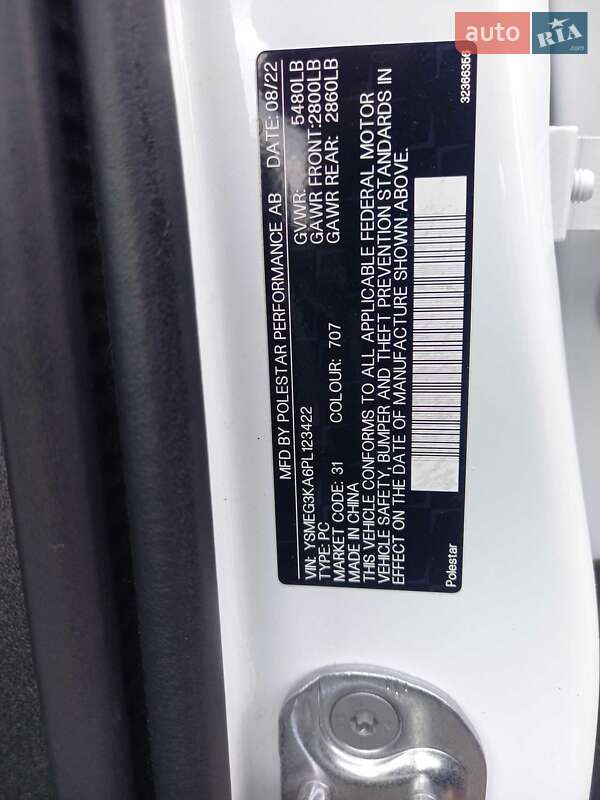 auto RIA .com
MFD BY POLESTAR PERFORMANCE AB DATE: 08/22
VIN: YSMEG3KA6PL123422 GVWR: 5480LB
TYPE:PC GAWR FRONT:2800LB
MARKET CODE: 31 COLOUR: 707 GAWR REAR: 2860LB
MADE IN CHINA
THIS VEHICLE CONFORMS TO ALL APPLICABLE FEDERAL MOTOR
VEHICLE SAFETY, BUMPER AND THEFT PREVENTION STANDARDS IN
EFFECT ON THE DATE OF MANUFACTURE SHOWN ABOVE.
Polestar 32366356